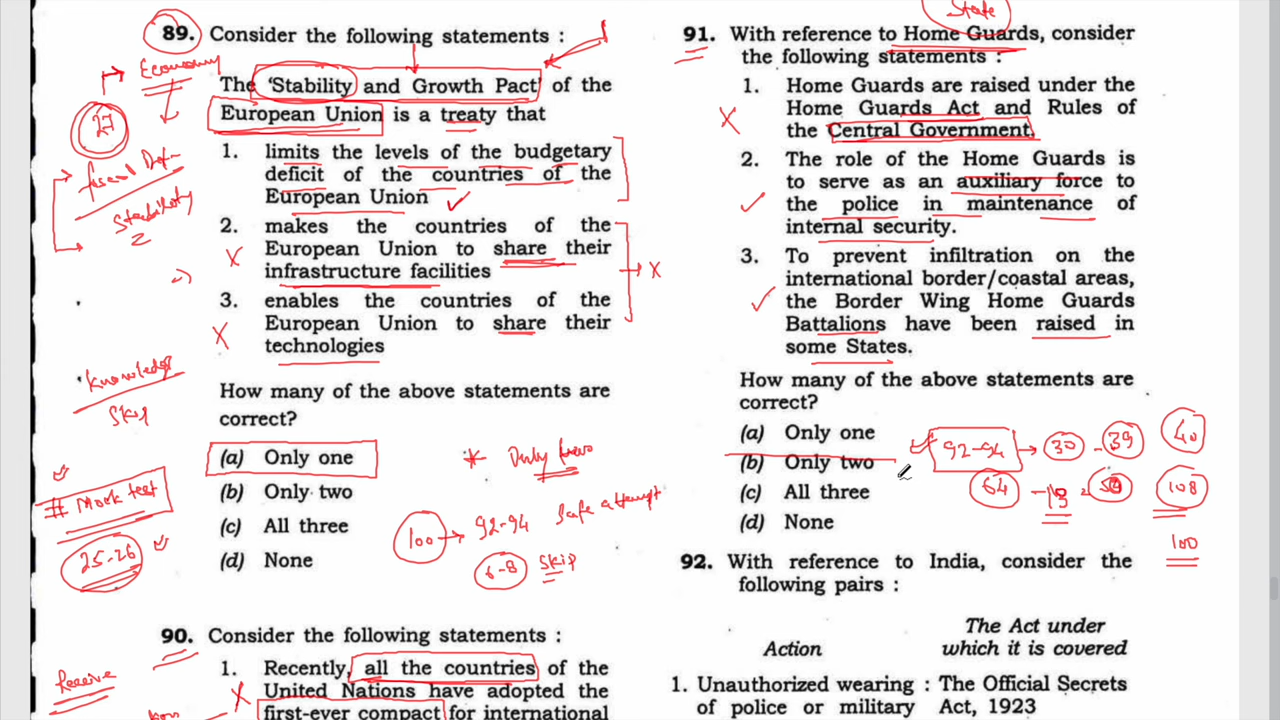 89. Consider the following statements :
The 'Stability and Growth Pact' of the
European Union is a treaty that
1. limits the levels of the budgetary
deficit of the countries of the
European Union
2. makes the countries of the
European Union to share their
infrastructure facilities
3. enables the countries of the
European Union to share their
technologies
How many of the above statements are
correct?
(a) Only one
(b) Only two
(c) All three
(d) None
90. Consider the following statements :
1. Recently, all the countries of the
United Nations have adopted the
first-ever compact for international
Economy
27
Stability
Knowledge
Skip
# Mock test
25-26
Receive
100 → 92-94 Safe attempt
6-8 Skip
State
91. With reference to Home Guards, consider
the following statements :
1. Home Guards are raised under the
Home Guards Act and Rules of
the Central Government.
2. The role of the Home Guards is
to serve as an auxiliary force to
the police in maintenance of
internal security.
3. To prevent infiltration on the
international border/coastal areas,
the Border Wing Home Guards
Battalions have been raised in
some States.
How many of the above statements are
correct?
(a) Only one
(b) Only two
(c) All three
(d) None
92-94 → 30 - 39 40
64 108
100
92. With reference to India, consider the
following pairs :
Action
The Act under
which it is covered
1. Unauthorized wearing : The Official Secrets
of police or military Act, 1923